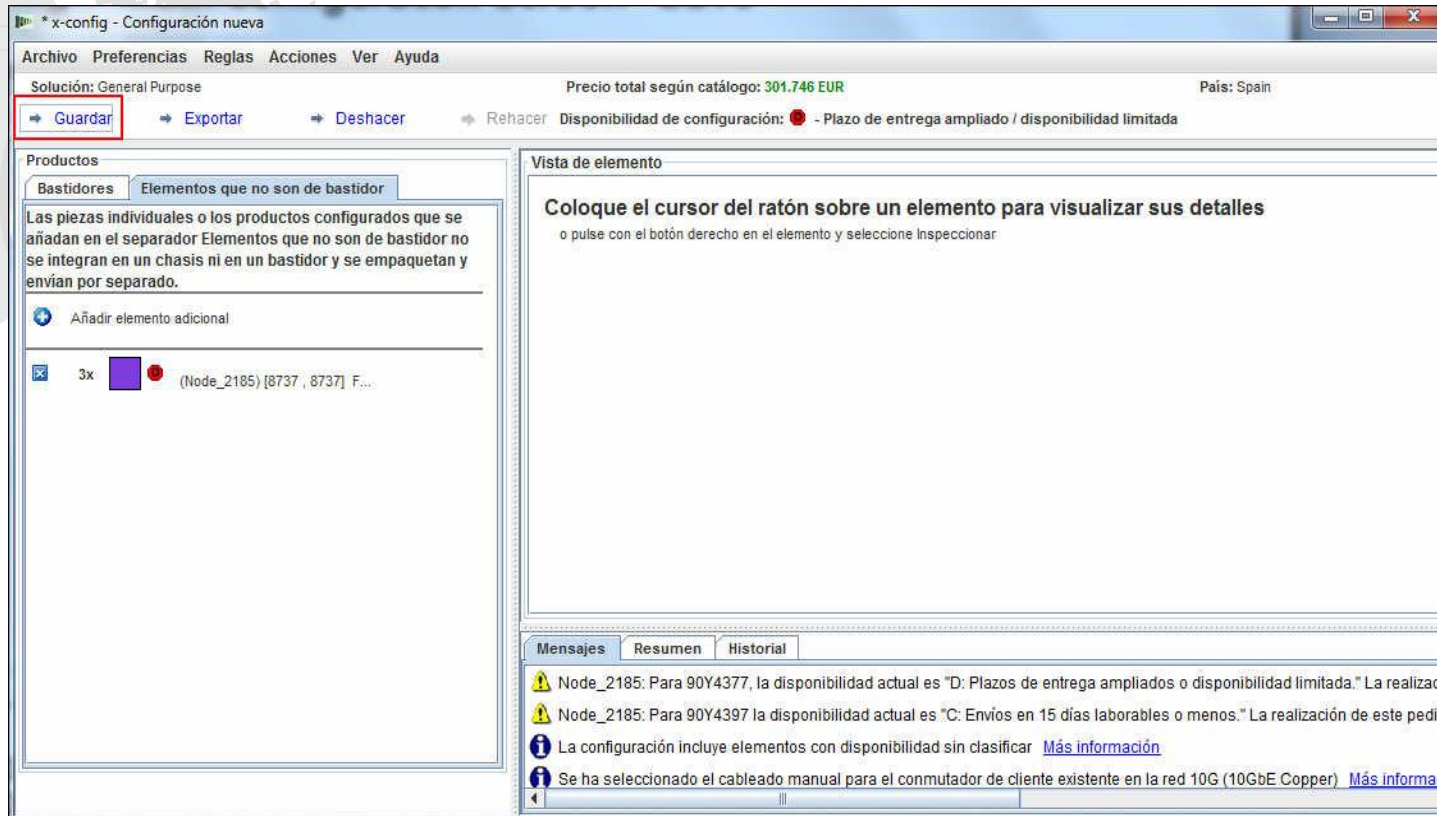 * x-config - Configuración nueva
Archivo Preferencias Reglas Acciones Ver Ayuda
Solución: General Purpose
Precio total según catálogo: 301.746 EUR
País: Spain
Guardar Exportar Deshacer Rehacer Disponibilidad de configuración: D - Plazo de entrega ampliado / disponibilidad limitada
Productos
Bastidores Elementos que no son de bastidor
Las piezas individuales o los productos configurados que se
añadan en el separador Elementos que no son de bastidor no
se integran en un chasis ni en un bastidor y se empaquetan y
envían por separado.
Añadir elemento adicional
3x D (Node_2185) [8737 , 8737] F...
Vista de elemento
Coloque el cursor del ratón sobre un elemento para visualizar sus detalles
o pulse con el botón derecho en el elemento y seleccione Inspeccionar
Mensajes Resumen Historial
Node_2185: Para 90Y4377, la disponibilidad actual es "D: Plazos de entrega ampliados o disponibilidad limitada." La realizac
Node_2185: Para 90Y4397 la disponibilidad actual es "C: Envíos en 15 días laborables o menos." La realización de este pedi
La configuración incluye elementos con disponibilidad sin clasificar Más información
Se ha seleccionado el cableado manual para el conmutador de cliente existente en la red 10G (10GbE Copper) Más informa